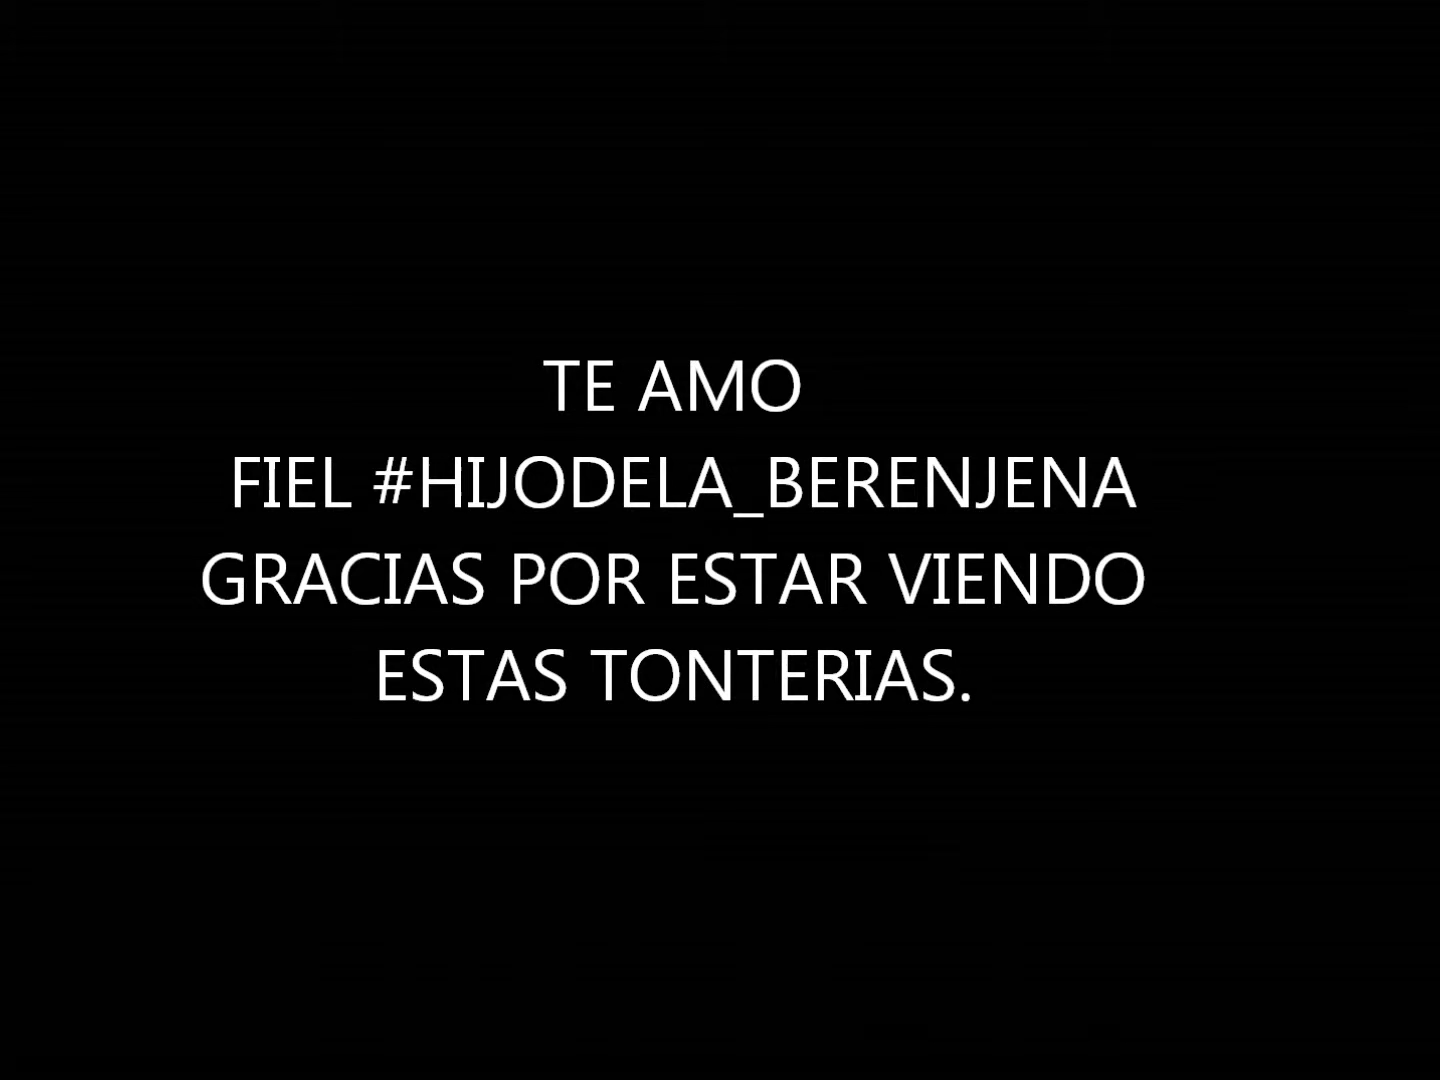 TE AMO
FIEL #HIJODELA_BERENJENA
GRACIAS POR ESTAR VIENDO
ESTAS TONTERIAS.